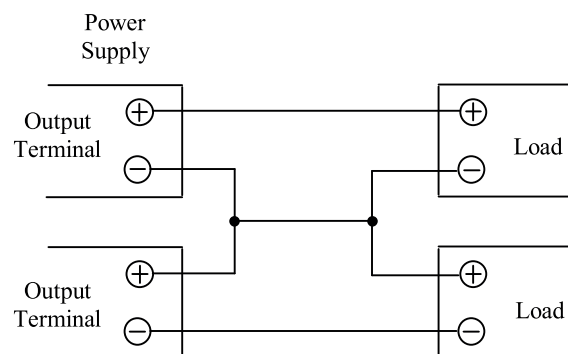 Power
Supply
Output
Terminal
+
−
Load
+
−
Output
Terminal
+
−
Load
+
−